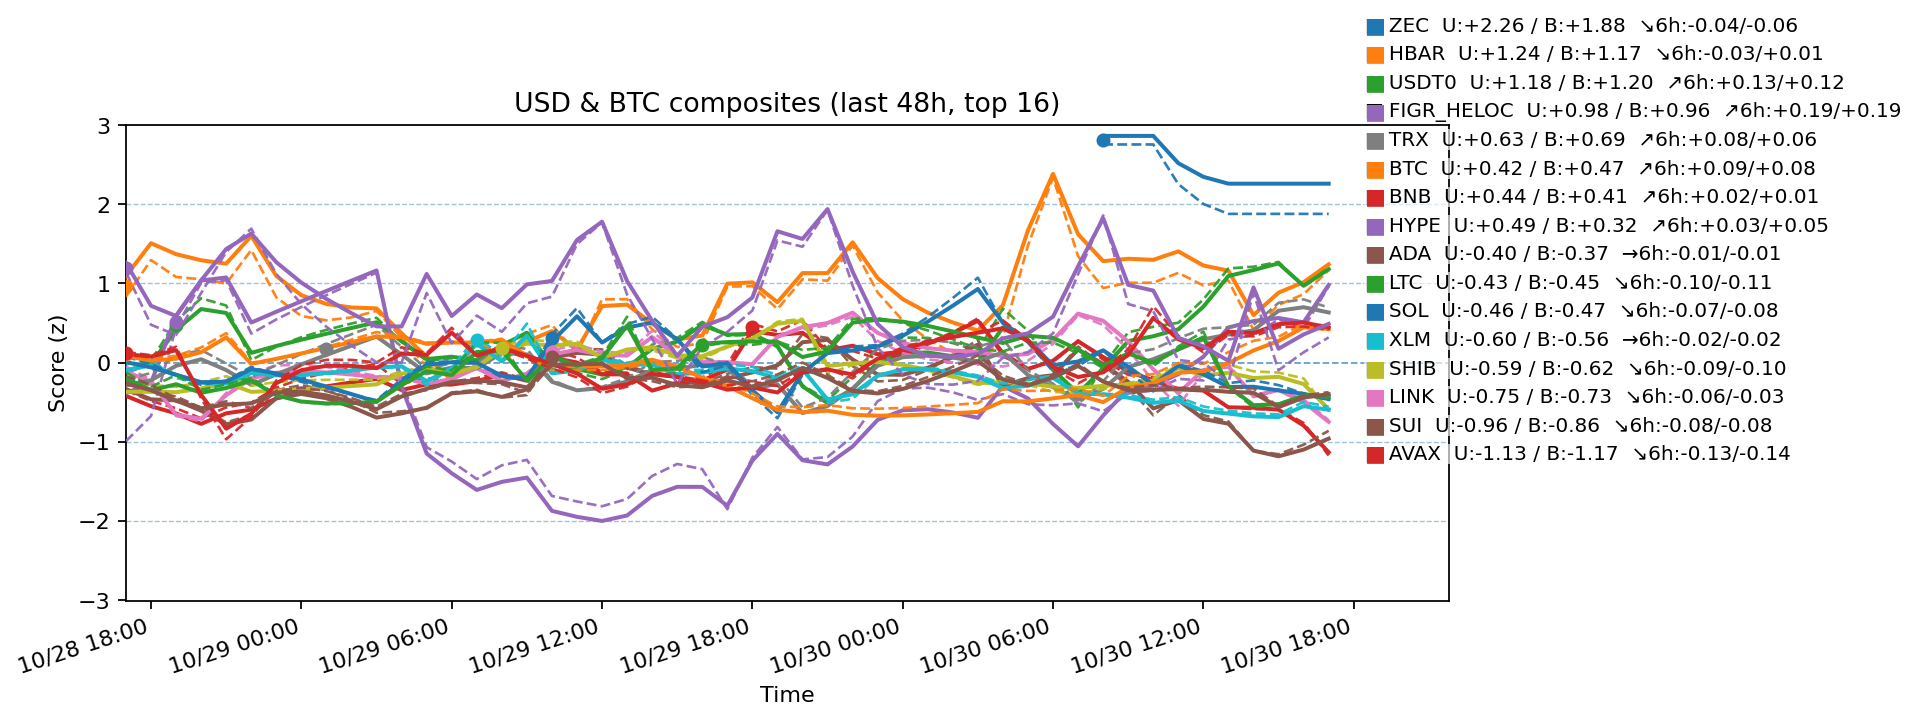 ZEC U:+2.26 / B:+1.88 ↘6h:-0.04/-0.06
HBAR U:+1.24 / B:+1.17 ↘6h:-0.03/+0.01
USDT0 U:+1.18 / B:+1.20 ↗6h:+0.13/+0.12
FIGR_HELOC U:+0.98 / B:+0.96 ↗6h:+0.19/+0.19
TRX U:+0.63 / B:+0.69 ↗6h:+0.08/+0.06
BTC U:+0.42 / B:+0.47 ↗6h:+0.09/+0.08
BNB U:+0.44 / B:+0.41 ↗6h:+0.02/+0.01
HYPE U:+0.49 / B:+0.32 ↗6h:+0.03/+0.05
ADA U:-0.40 / B:-0.37 →6h:-0.01/-0.01
LTC U:-0.43 / B:-0.45 ↘6h:-0.10/-0.11
SOL U:-0.46 / B:-0.47 ↘6h:-0.07/-0.08
XLM U:-0.60 / B:-0.56 →6h:-0.02/-0.02
SHIB U:-0.59 / B:-0.62 ↘6h:-0.09/-0.10
LINK U:-0.75 / B:-0.73 ↘6h:-0.06/-0.03
SUI U:-0.96 / B:-0.86 ↘6h:-0.08/-0.08
AVAX U:-1.13 / B:-1.17 ↘6h:-0.13/-0.14
USD & BTC composites (last 48h, top 16)
Score (z)
3
2
1
0
−1
−2
−3
10/28 18:00
10/29 00:00
10/29 06:00
10/29 12:00
10/29 18:00
10/30 00:00
10/30 06:00
10/30 12:00
10/30 18:00
Time